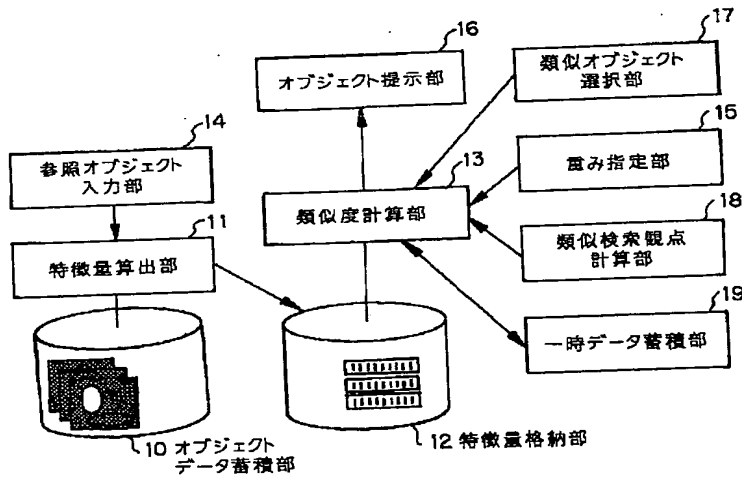 16
オブジェクト提示部
17
類似オブジェクト
選択部
14
参照オブジェクト
入力部
15
重み指定部
13
類似度計算部
11
特徴量算出部
18
類似検索観点
計算部
19
一時データ蓄積部
10 オブジェクト
データ蓄積部
12 特徴量格納部